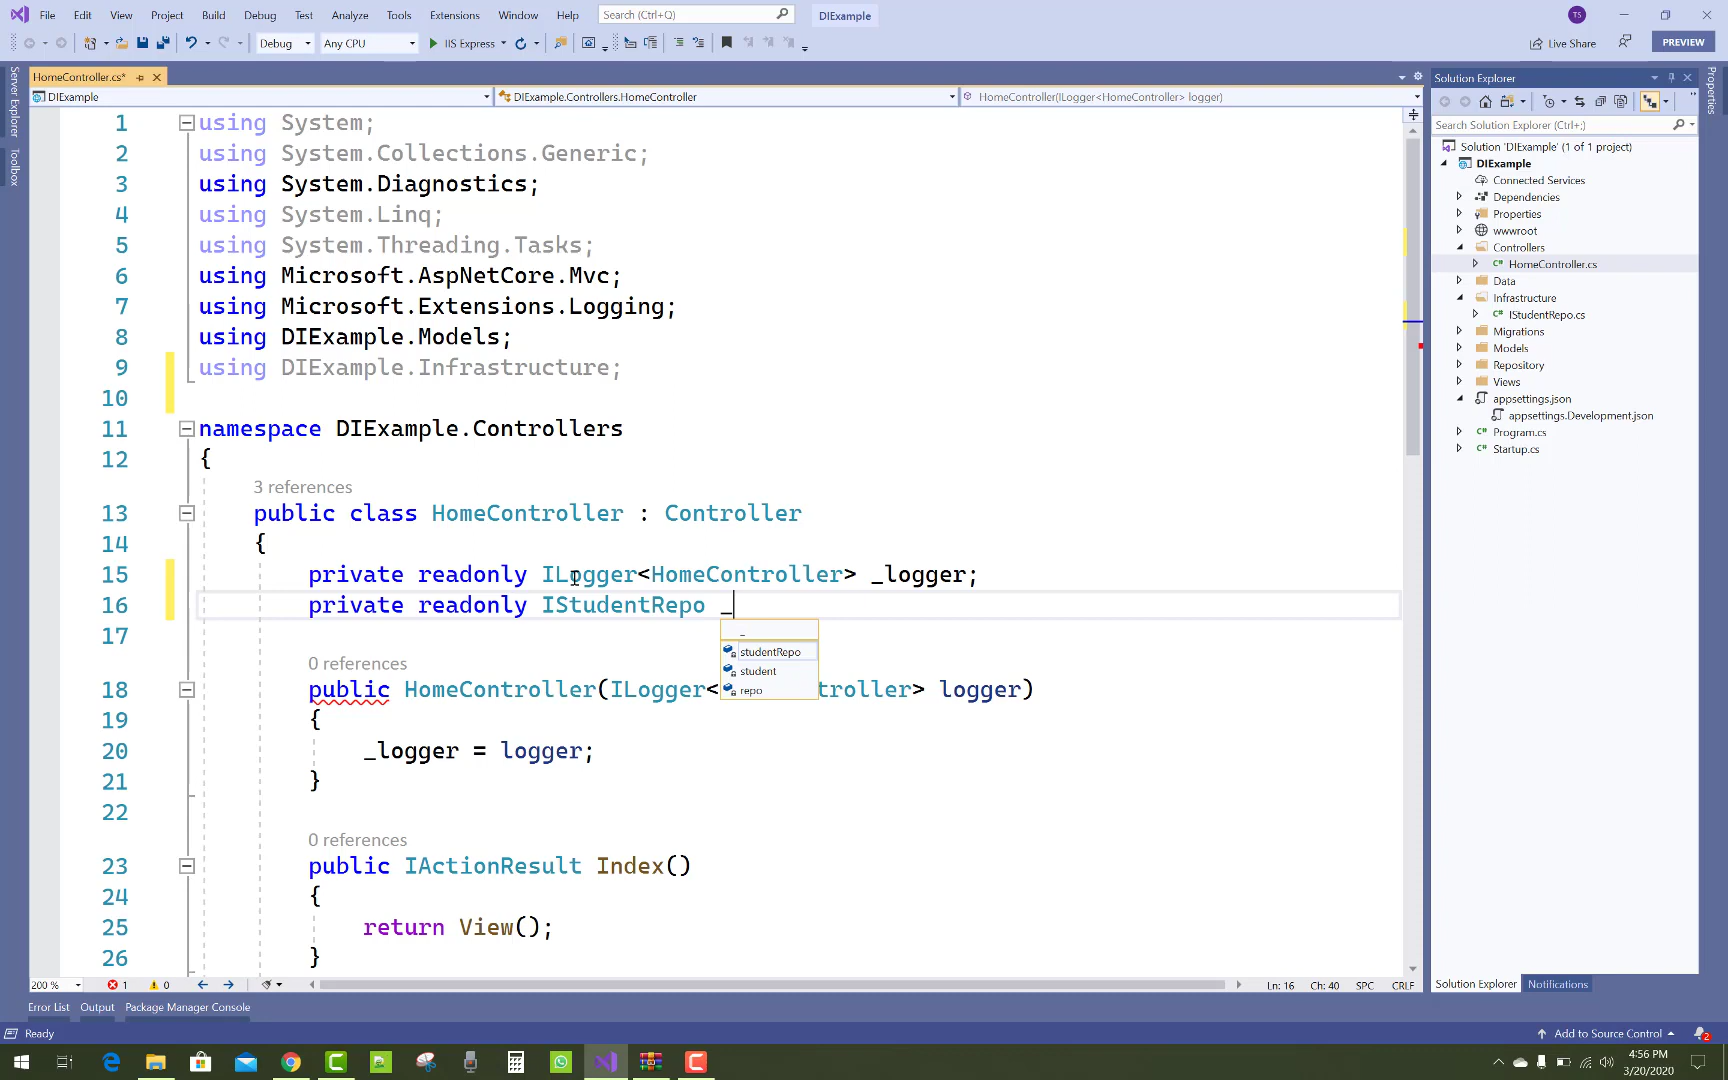 File Edit View Project Build Debug Test Analyze Tools Extensions Window Help Search (Ctrl+Q) DIExample TS
Debug Any CPU IIS Express Live Share PREVIEW
HomeController.cs*
DIExample DIExample.Controllers.HomeController HomeController(ILogger<HomeController> logger)
Server Explorer
Toolbox
1 using System;
2 using System.Collections.Generic;
3 using System.Diagnostics;
4 using System.Linq;
5 using System.Threading.Tasks;
6 using Microsoft.AspNetCore.Mvc;
7 using Microsoft.Extensions.Logging;
8 using DIExample.Models;
9 using DIExample.Infrastructure;
10
11 namespace DIExample.Controllers
12 {
3 references
13 public class HomeController : Controller
14 {
15 private readonly ILogger<HomeController> _logger;
16 private readonly IStudentRepo _
17
_
studentRepo
student
repo
0 references
18 public HomeController(ILogger< troller> logger)
19 {
20 _logger = logger;
21 }
22
0 references
23 public IActionResult Index()
24 {
25 return View();
26 }
200 % 1 0 Ln: 16 Ch: 40 SPC CRLF
Error List Output Package Manager Console
Ready Add to Source Control 2
Solution Explorer
Search Solution Explorer (Ctrl+;)
Solution 'DIExample' (1 of 1 project)
DIExample
Connected Services
Dependencies
Properties
wwwroot
Controllers
C# HomeController.cs
Data
Infrastructure
C# IStudentRepo.cs
Migrations
Models
Repository
Views
appsettings.json
appsettings.Development.json
C# Program.cs
C# Startup.cs
Solution Explorer Notifications
Properties
4:56 PM
3/20/2020